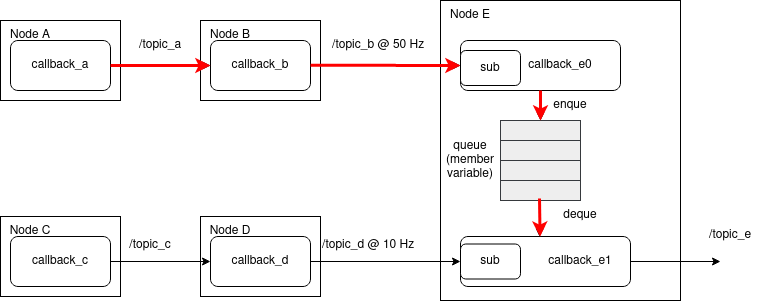 Node A
callback_a
/topic_a
Node B
callback_b
/topic_b @ 50 Hz
Node E
sub
callback_e0
enque
queue
(member
variable)
deque
Node C
callback_c
/topic_c
Node D
callback_d
/topic_d @ 10 Hz
sub
callback_e1
/topic_e